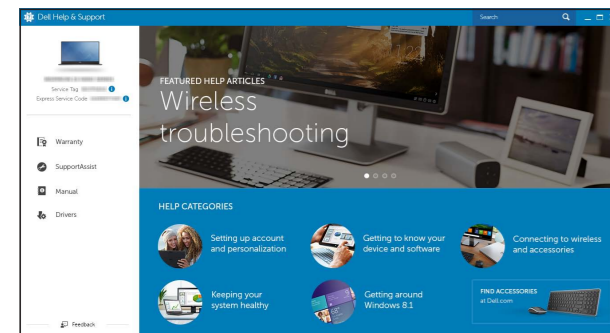 Dell Help & Support
Search
Service Tag
Express Service Code
Warranty
SupportAssist
Manual
Drivers
Feedback
FEATURED HELP ARTICLES
Wireless
troubleshooting
HELP CATEGORIES
Setting up account
and personalization
Getting to know your
device and software
Connecting to wireless
and accessories
Keeping your
system healthy
Getting around
Windows 8.1
FIND ACCESSORIES
at Dell.com